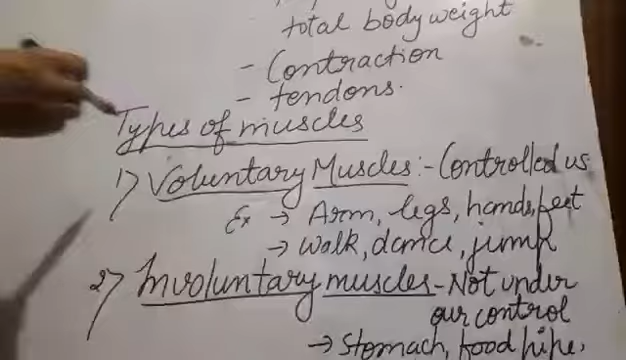 total body weight
- Contraction
- tendons.
Types of muscles
1) Voluntary Muscles:- Controlled us
Ex → Arm, legs, hands, feet
→ Walk, dance, jump
2) Involuntary muscles - Not under
our control
→ Stomach, food pipe,